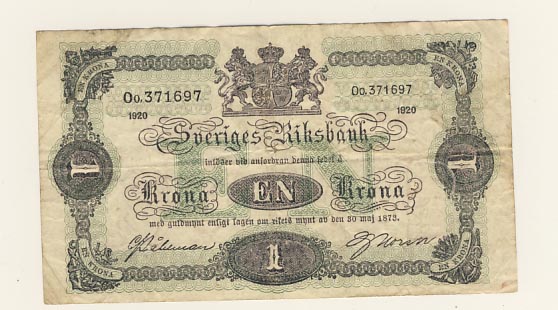 EN KRONA EN KRONA
Oo.371697 Oo.371697
1920 1920
Sveriges Riksbank
inlöser vid anfordran denna sedel å
1 Krona EN Krona 1
med guldmynt enligt lagen om rikets mynt av den 30 maj 1873.
1
EN KRONA EN KRONA